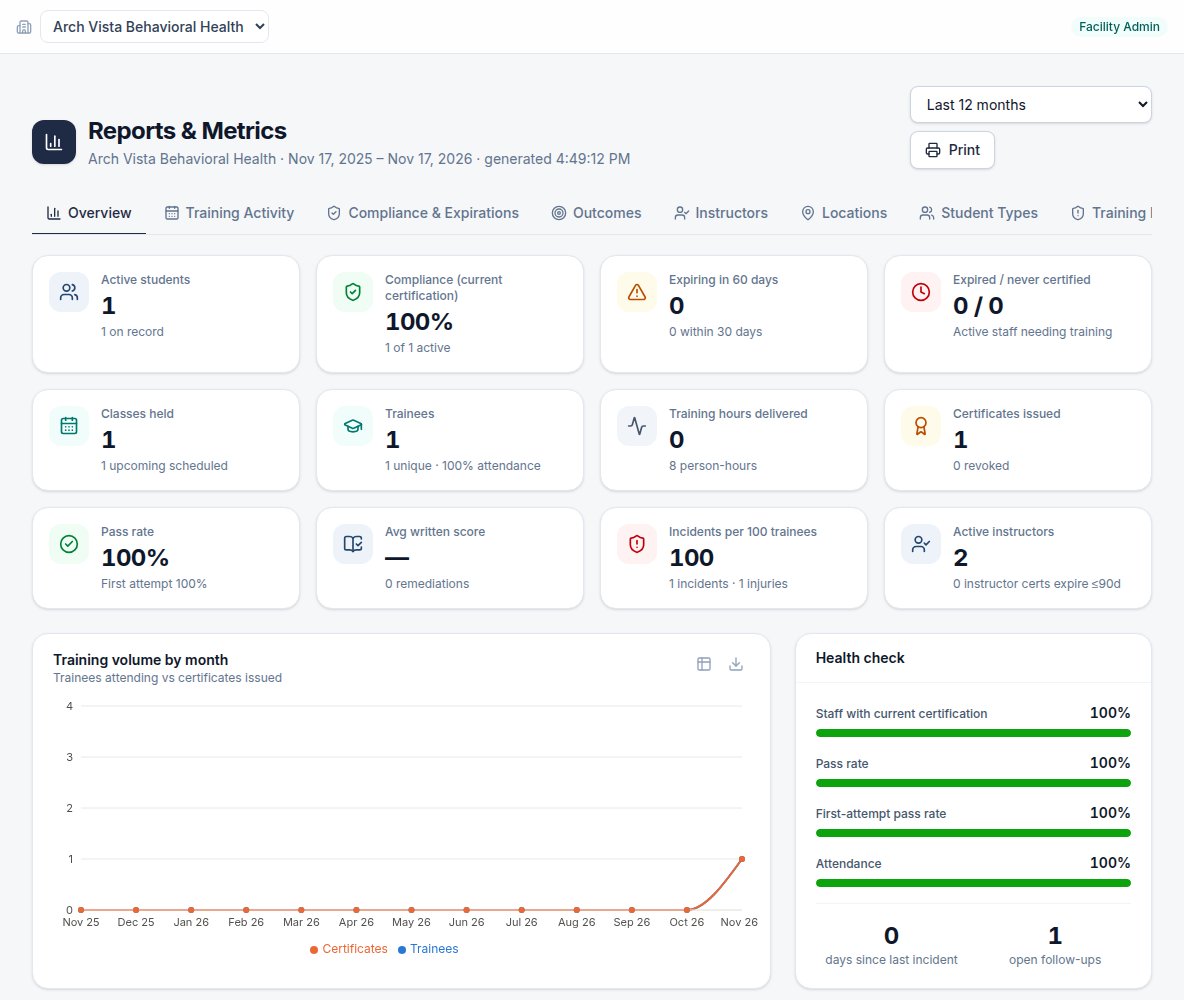 Arch Vista Behavioral Health
Facility Admin
Last 12 months
Reports & Metrics
Arch Vista Behavioral Health · Nov 17, 2025 – Nov 17, 2026 · generated 4:49:12 PM
Print
Overview
Training Activity
Compliance & Expirations
Outcomes
Instructors
Locations
Student Types
Training
Active students
1
1 on record
Compliance (current
certification)
100%
1 of 1 active
Expiring in 60 days
0
0 within 30 days
Expired / never certified
0 / 0
Active staff needing training
Classes held
1
1 upcoming scheduled
Trainees
1
1 unique · 100% attendance
Training hours delivered
0
8 person-hours
Certificates issued
1
0 revoked
Pass rate
100%
First attempt 100%
Avg written score
—
0 remediations
Incidents per 100 trainees
100
1 incidents · 1 injuries
Active instructors
2
0 instructor certs expire ≤90d
Training volume by month
Trainees attending vs certificates issued
4
3
2
1
0
Nov 25 Dec 25 Jan 26 Feb 26 Mar 26 Apr 26 May 26 Jun 26 Jul 26 Aug 26 Sep 26 Oct 26 Nov 26
Certificates Trainees
Health check
Staff with current certification 100%
Pass rate 100%
First-attempt pass rate 100%
Attendance 100%
0
days since last incident
1
open follow-ups